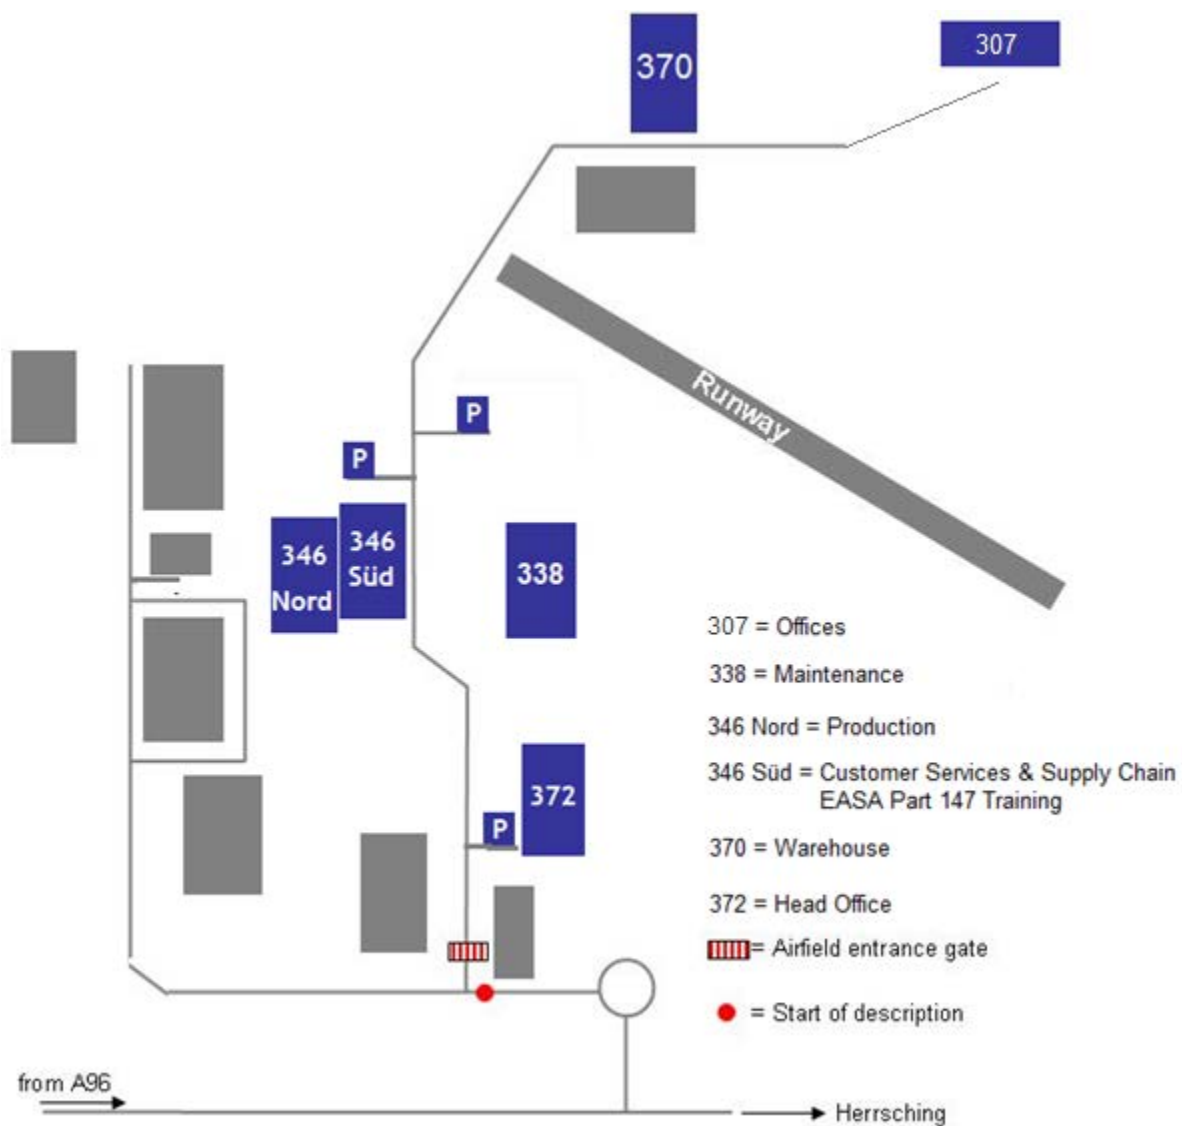 370
307
Runway
P
P
346
Nord
346
Süd
338
372
P
307 = Offices
338 = Maintenance
346 Nord = Production
346 Süd = Customer Services & Supply Chain
EASA Part 147 Training
370 = Warehouse
372 = Head Office
= Airfield entrance gate
= Start of description
from A96
Herrsching